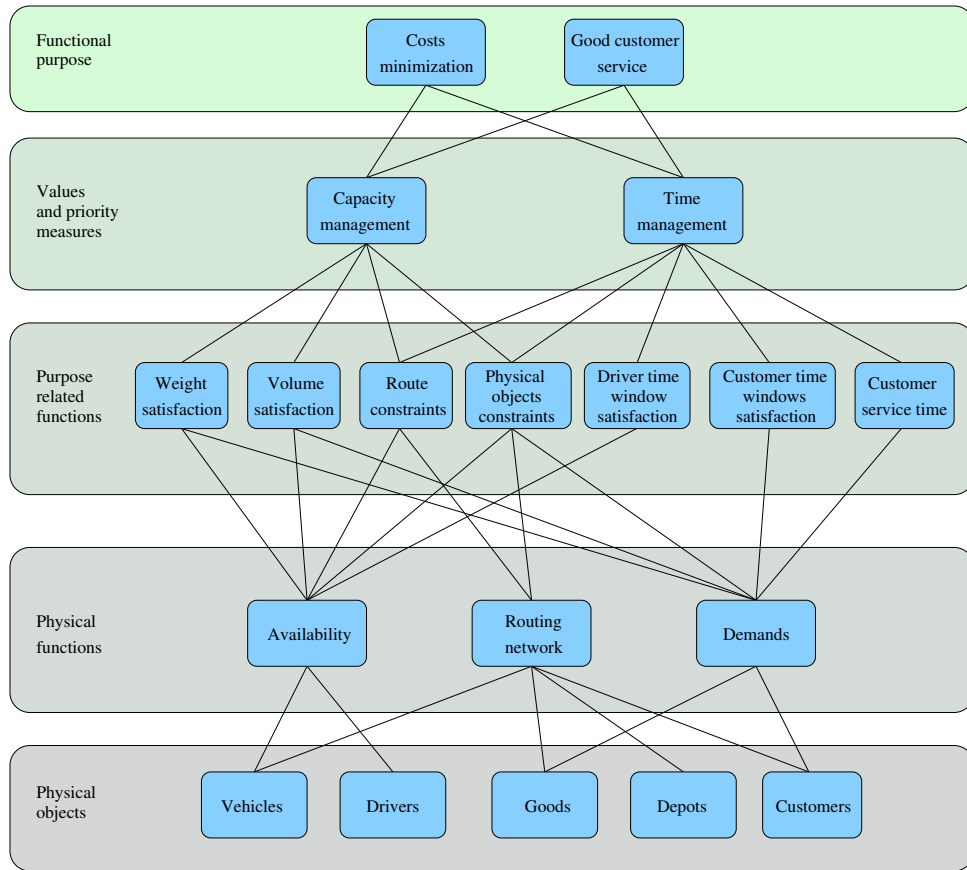 Functional
purpose
Costs
minimization
Good customer
service
Values
and priority
measures
Capacity
management
Time
management
Purpose
related
functions
Weight
satisfaction
Volume
satisfaction
Route
constraints
Physical
objects
constraints
Driver time
window
satisfaction
Customer time
windows
satisfaction
Customer
service time
Physical
functions
Availability
Routing
network
Demands
Physical
objects
Vehicles
Drivers
Goods
Depots
Customers